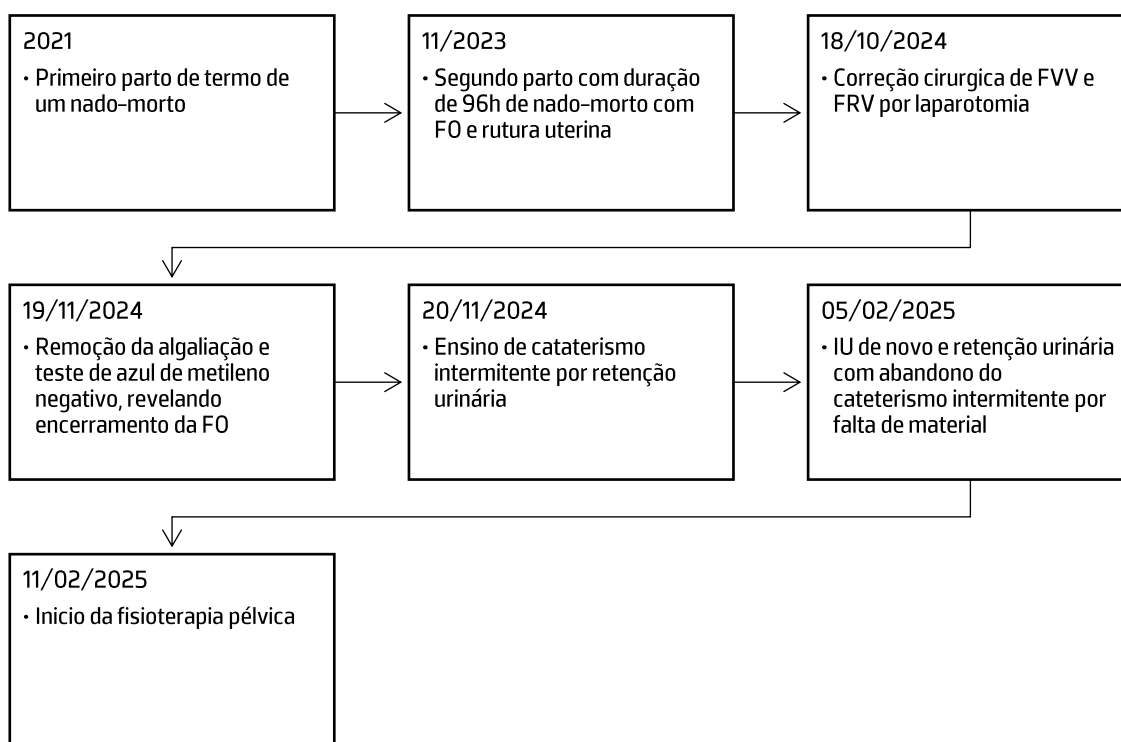 2021
• Primeiro parto de termo de
um nado-morto
11/2023
• Segundo parto com duração
de 96h de nado-morto com
FO e rutura uterina
18/10/2024
• Correção cirurgica de FVV e
FRV por laparotomia
19/11/2024
• Remoção da algaliação e
teste de azul de metileno
negativo, revelando
encerramento da FO
20/11/2024
• Ensino de cataterismo
intermitente por retenção
urinária
05/02/2025
• IU de novo e retenção urinária
com abandono do
cateterismo intermitente por
falta de material
11/02/2025
• Inicio da fisioterapia pélvica